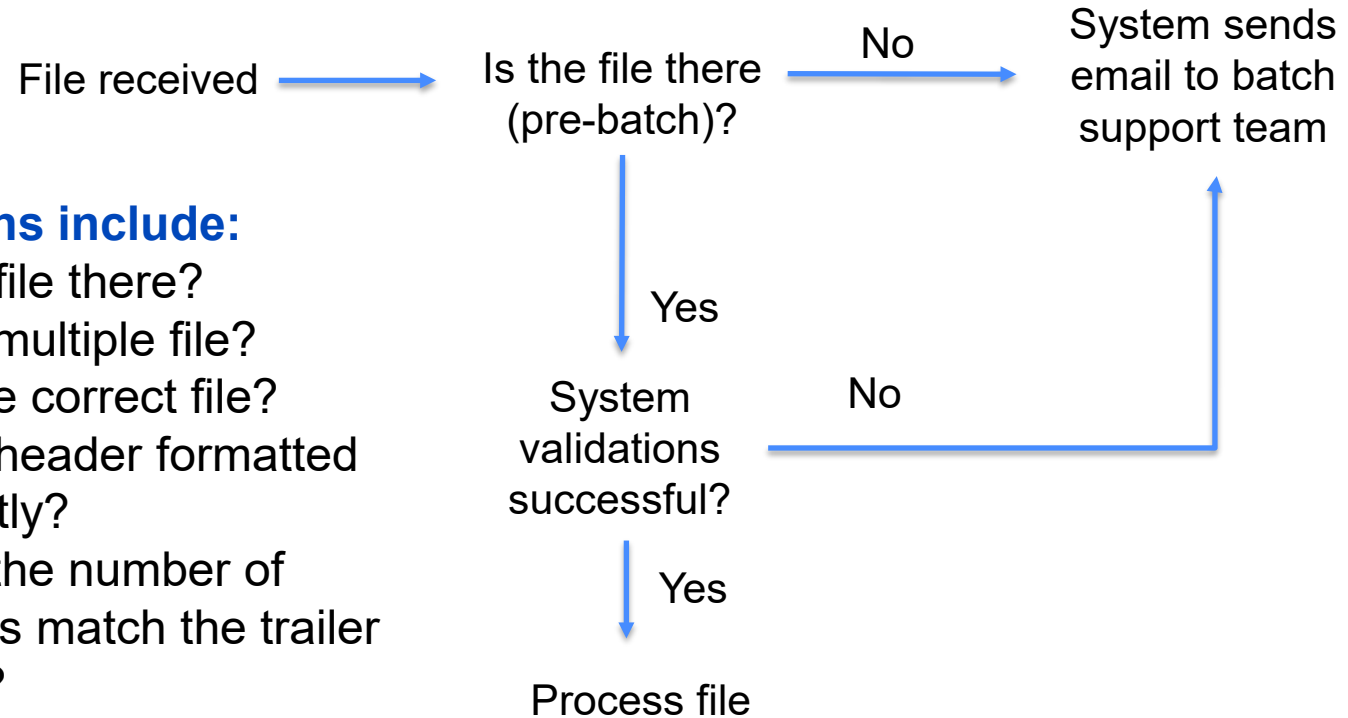 File received
Is the file there
(pre-batch)?
No
System sends
email to batch
support team
Yes
System
validations
successful?
No
Yes
Process file
ns include:
file there?
multiple file?
e correct file?
header formatted
tly?
the number of
s match the trailer
?